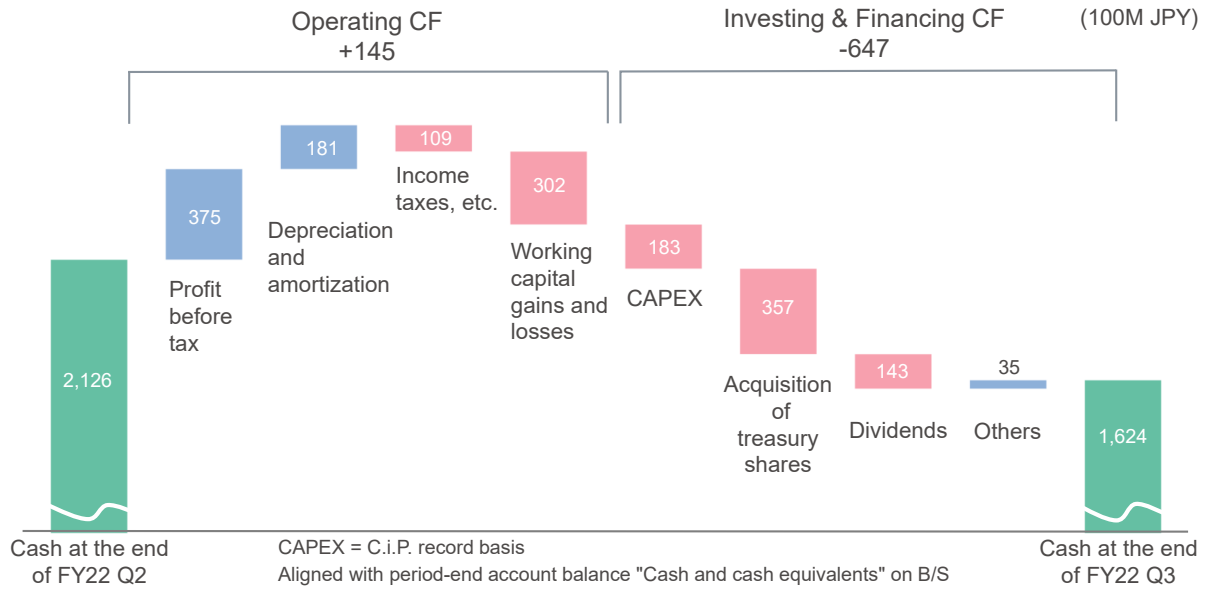 Operating CF
+145
Investing & Financing CF
-647
(100M JPY)
2,126
Cash at the end
of FY22 Q2
375
Profit
before
tax
181
Depreciation
and
amortization
109
Income
taxes, etc.
302
Working
capital
gains and
losses
183
CAPEX
357
Acquisition
of
treasury
shares
143
Dividends
35
Others
1,624
Cash at the end
of FY22 Q3
CAPEX = C.i.P. record basis
Aligned with period-end account balance "Cash and cash equivalents" on B/S